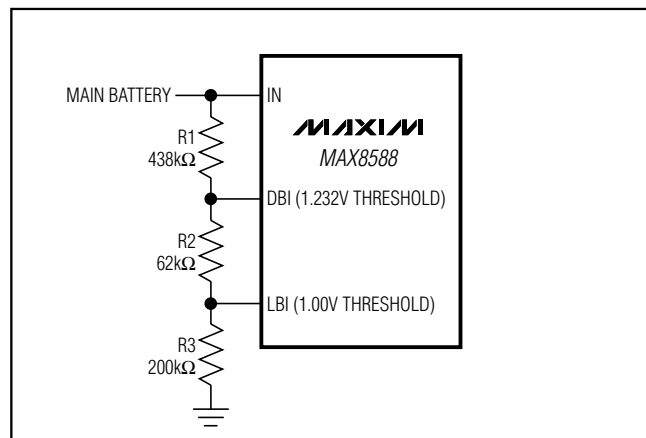 MAIN BATTERY
IN
MAXIM
MAX8588
R1
438kΩ
DBI (1.232V THRESHOLD)
R2
62kΩ
LBI (1.00V THRESHOLD)
R3
200kΩ